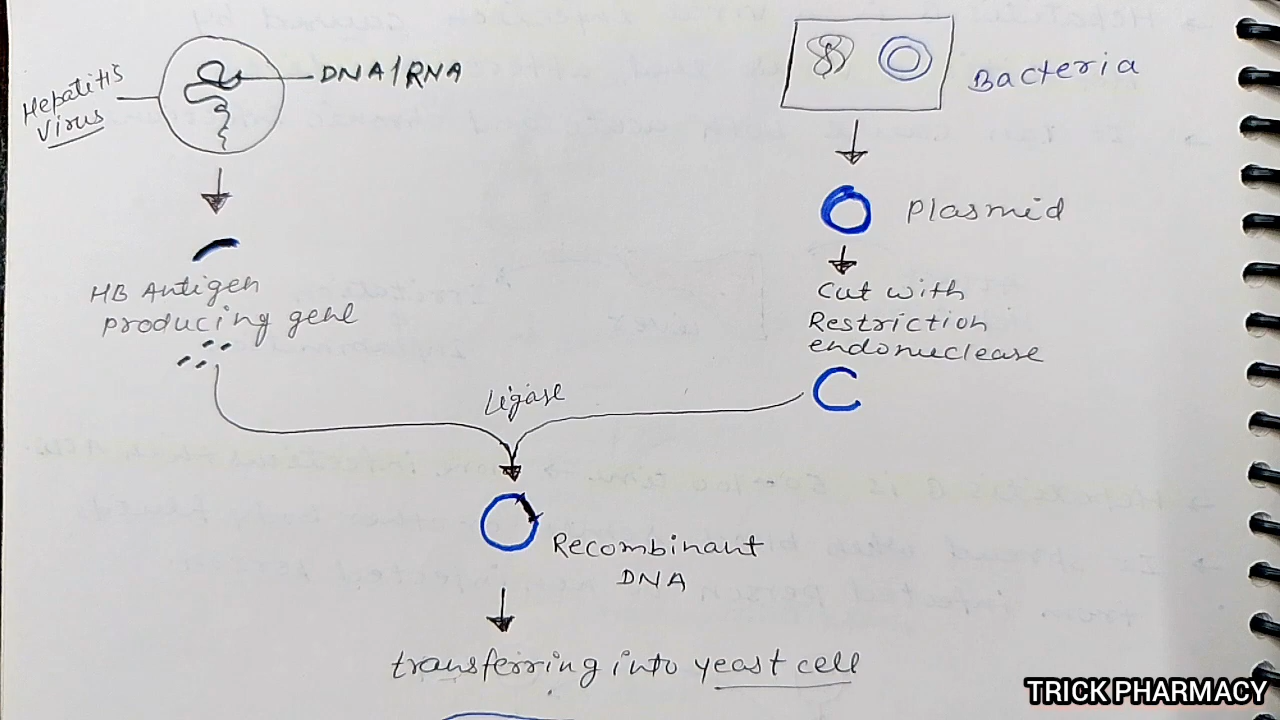 Hepatitis
Virus
DNA/RNA
Bacteria
Plasmid
HB Antigen
producing gene
Cut with
Restriction
endonuclease
Ligase
Recombinant
DNA
transferring into yeast cell
TRICK PHARMACY